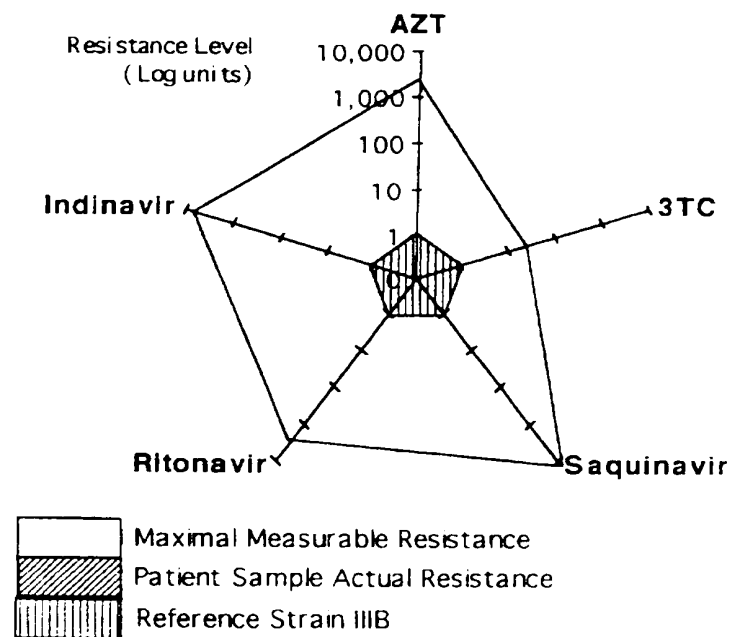 AZT
Resistance Level
(Log units)
10,000
1,000
100
10
1
0
Indinavir
3TC
Ritonavir
Saquinavir
Maximal Measurable Resistance
Patient Sample Actual Resistance
Reference Strain IIIB